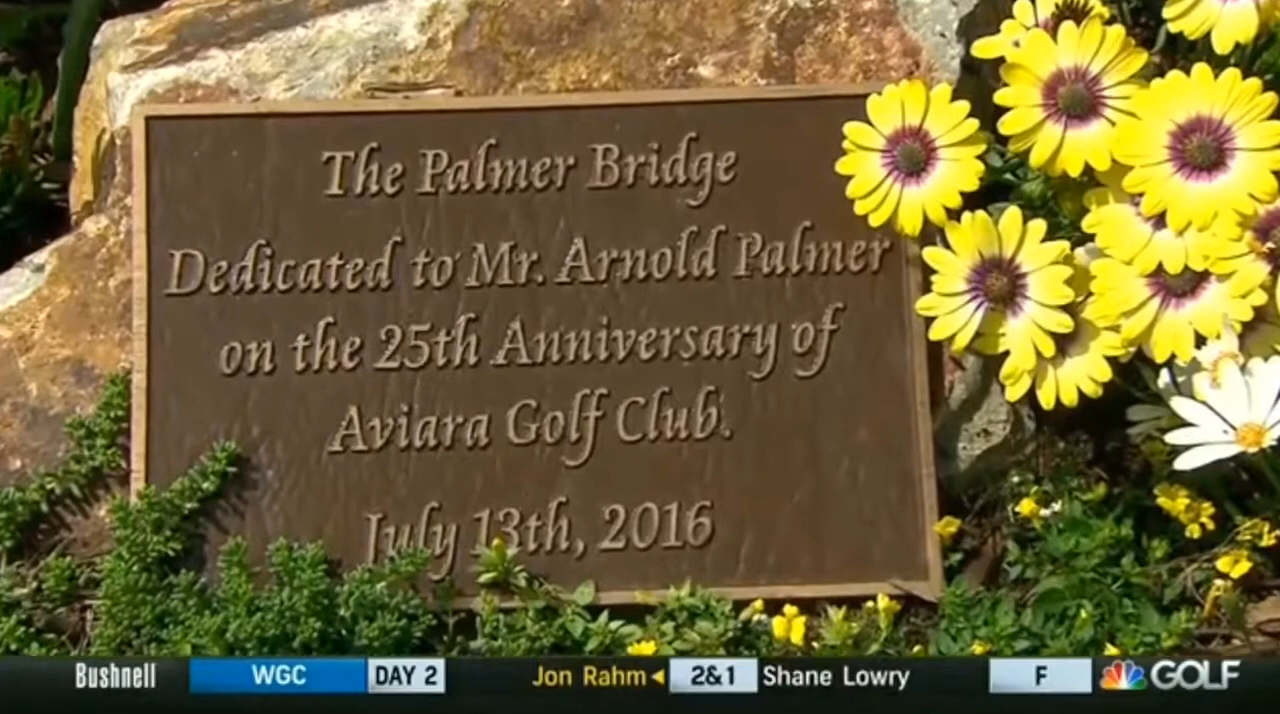 The Palmer Bridge
Dedicated to Mr. Arnold Palmer
on the 25th Anniversary of
Aviara Golf Club.
July 13th, 2016
Bushnell WGC DAY 2 Jon Rahm 2&1 Shane Lowry F GOLF